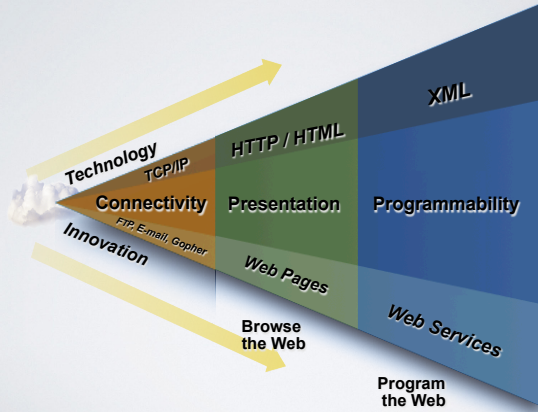 Technology
TCP/IP
HTTP / HTML
XML
Connectivity
Presentation
Programmability
FTP, E-mail, Gopher
Innovation
Web Pages
Web Services
Browse
the Web
Program
the Web